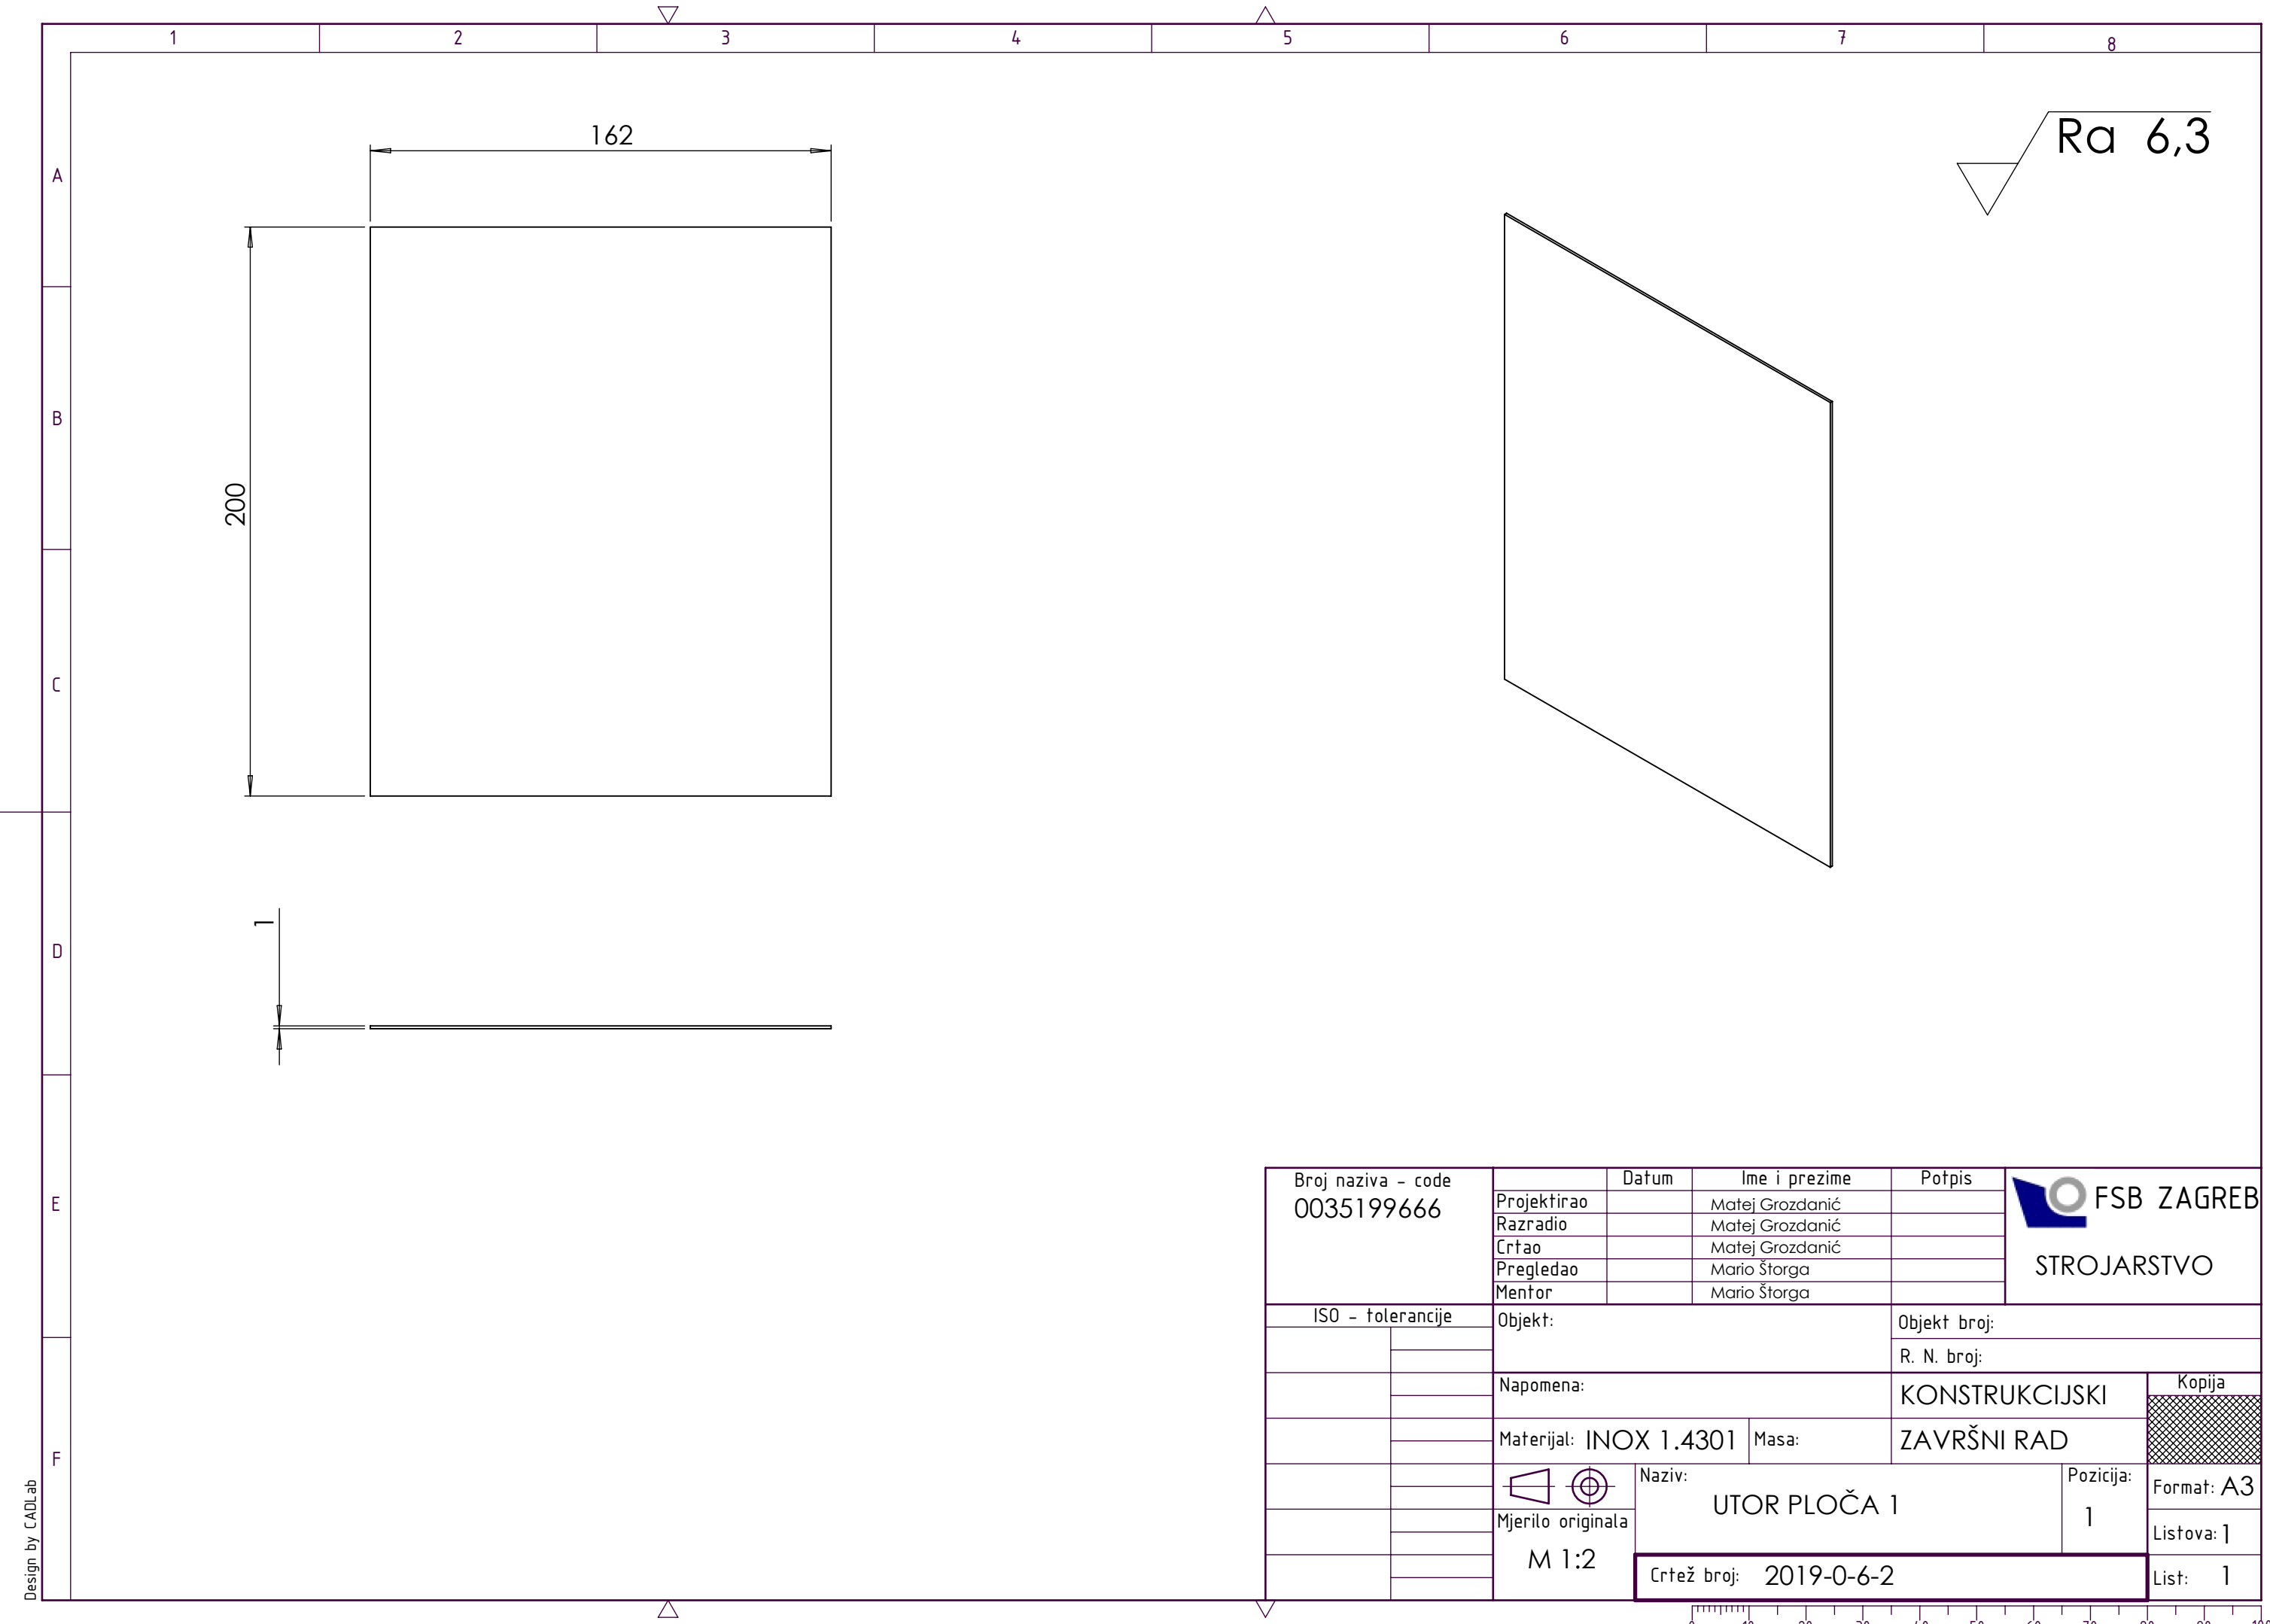 1 2 3 4 5 6 7 8
A
B
C
D
E
F
162
200
1
Ra 6,3
Design by CADLab
Broj naziva - code
0035199666
Datum Ime i prezime Potpis
Projektirao Matej Grozdanić
Razradio Matej Grozdanić
Crtao Matej Grozdanić
Pregledao Mario Štorga
Mentor Mario Štorga
FSB ZAGREB
STROJARSTVO
ISO - tolerancije
Objekt:
Objekt broj:
R. N. broj:
Napomena:
KONSTRUKCIJSKI
Kopija
Materijal: INOX 1.4301 Masa:
ZAVRŠNI RAD
Naziv:
UTOR PLOČA 1
Pozicija:
1
Format: A3
Mjerilo originala
M 1:2
Listova: 1
Crtež broj: 2019-0-6-2
List: 1